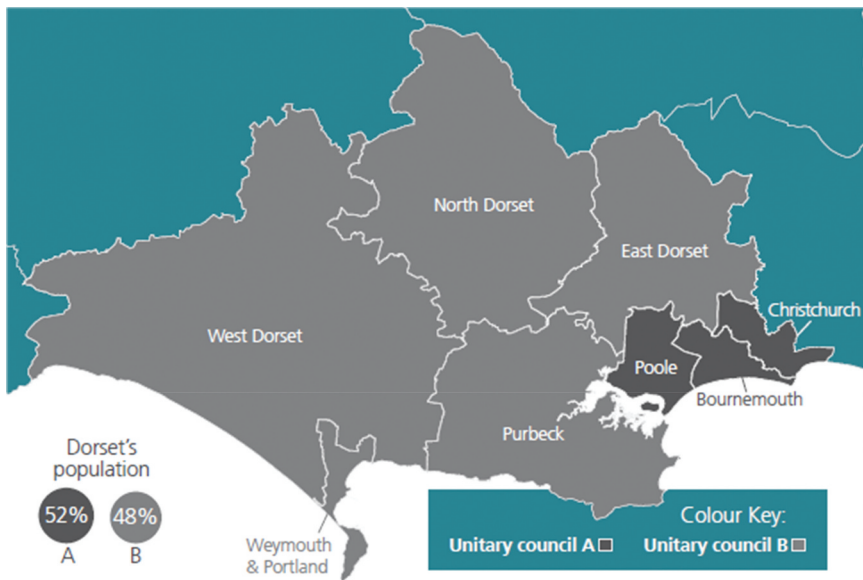 North Dorset
East Dorset
Christchurch
West Dorset
Poole
Bournemouth
Purbeck
Dorset's
population
52%
48%
A
B
Weymouth
& Portland
Colour Key:
Unitary council A
Unitary council B